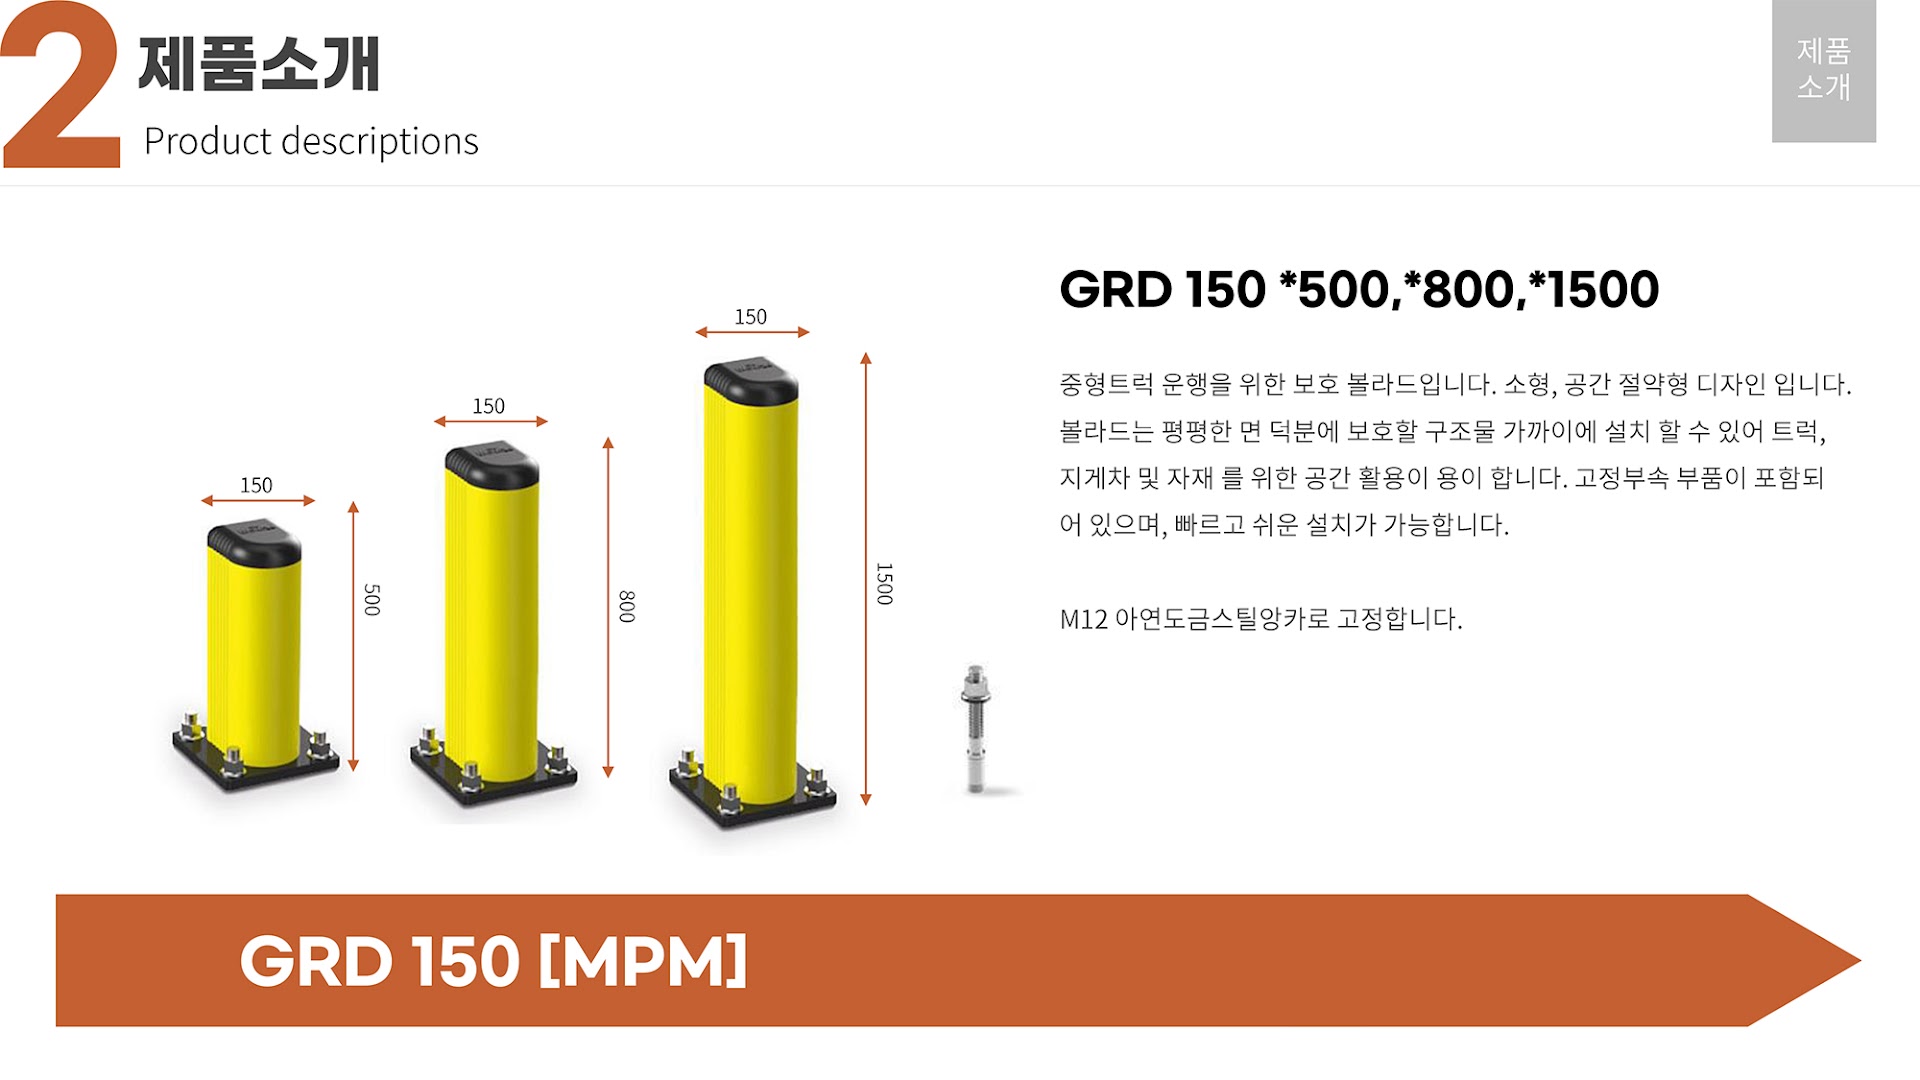 2
제품소개
Product descriptions
제품
소개
GRD 150 *500,*800,*1500
중형트럭 운행을 위한 보호 볼라드입니다. 소형, 공간 절약형 디자인 입니다.
볼라드는 평평한 면 덕분에 보호할 구조물 가까이에 설치 할 수 있어 트럭,
지게차 및 자재 를 위한 공간 활용이 용이 합니다. 고정부속 부품이 포함되
어 있으며, 빠르고 쉬운 설치가 가능합니다.
M12 아연도금스틸앙카로 고정합니다.
150
500
150
800
150
1500
GRD 150 [MPM]